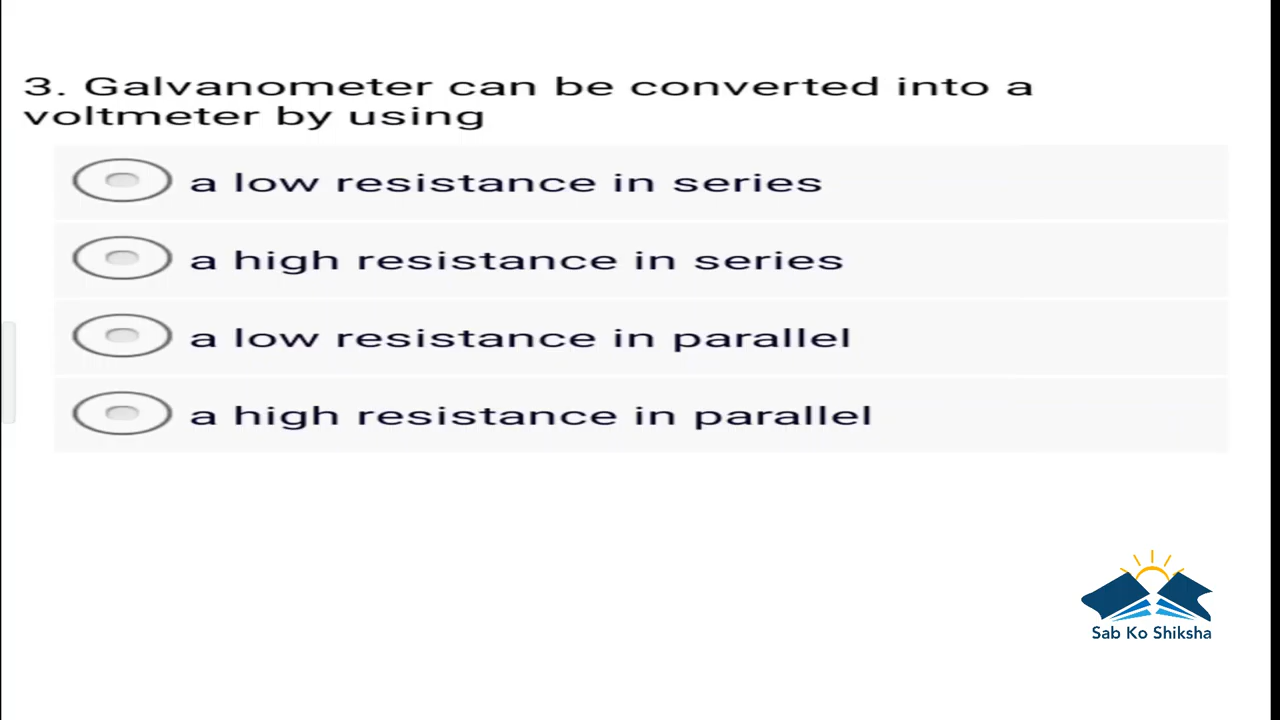 3. Galvanometer can be converted into a
voltmeter by using
a low resistance in series
a high resistance in series
a low resistance in parallel
a high resistance in parallel
Sab Ko Shiksha